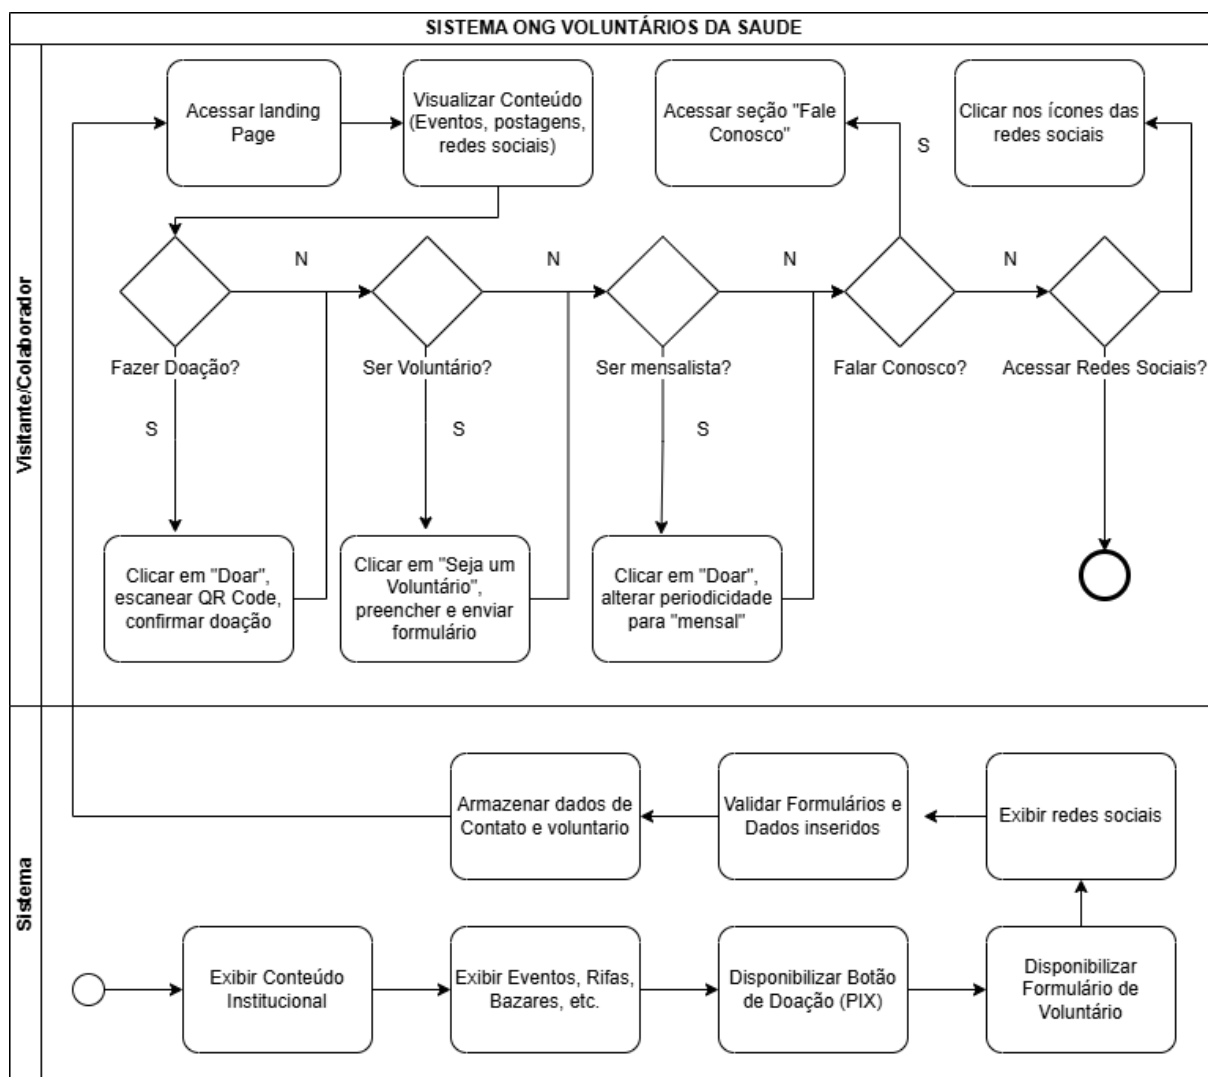 SISTEMA ONG VOLUNTÁRIOS DA SAUDE
Visitante/Colaborador
Acessar landing
Page
Visualizar Conteúdo
(Eventos, postagens,
redes sociais)
Acessar seção "Fale
Conosco"
Clicar nos ícones das
redes sociais
S
N
N
N
N
Fazer Doação?
Ser Voluntário?
Ser mensalista?
Falar Conosco?
Acessar Redes Sociais?
S
S
S
Clicar em "Doar",
escanear QR Code,
confirmar doação
Clicar em "Seja um
Voluntário",
preencher e enviar
formulário
Clicar em "Doar",
alterar periodicidade
para "mensal"
Sistema
Armazenar dados de
Contato e voluntario
Validar Formulários e
Dados inseridos
Exibir redes sociais
Exibir Conteúdo
Institucional
Exibir Eventos, Rifas,
Bazares, etc.
Disponibilizar Botão
de Doação (PIX)
Disponibilizar
Formulário de
Voluntário